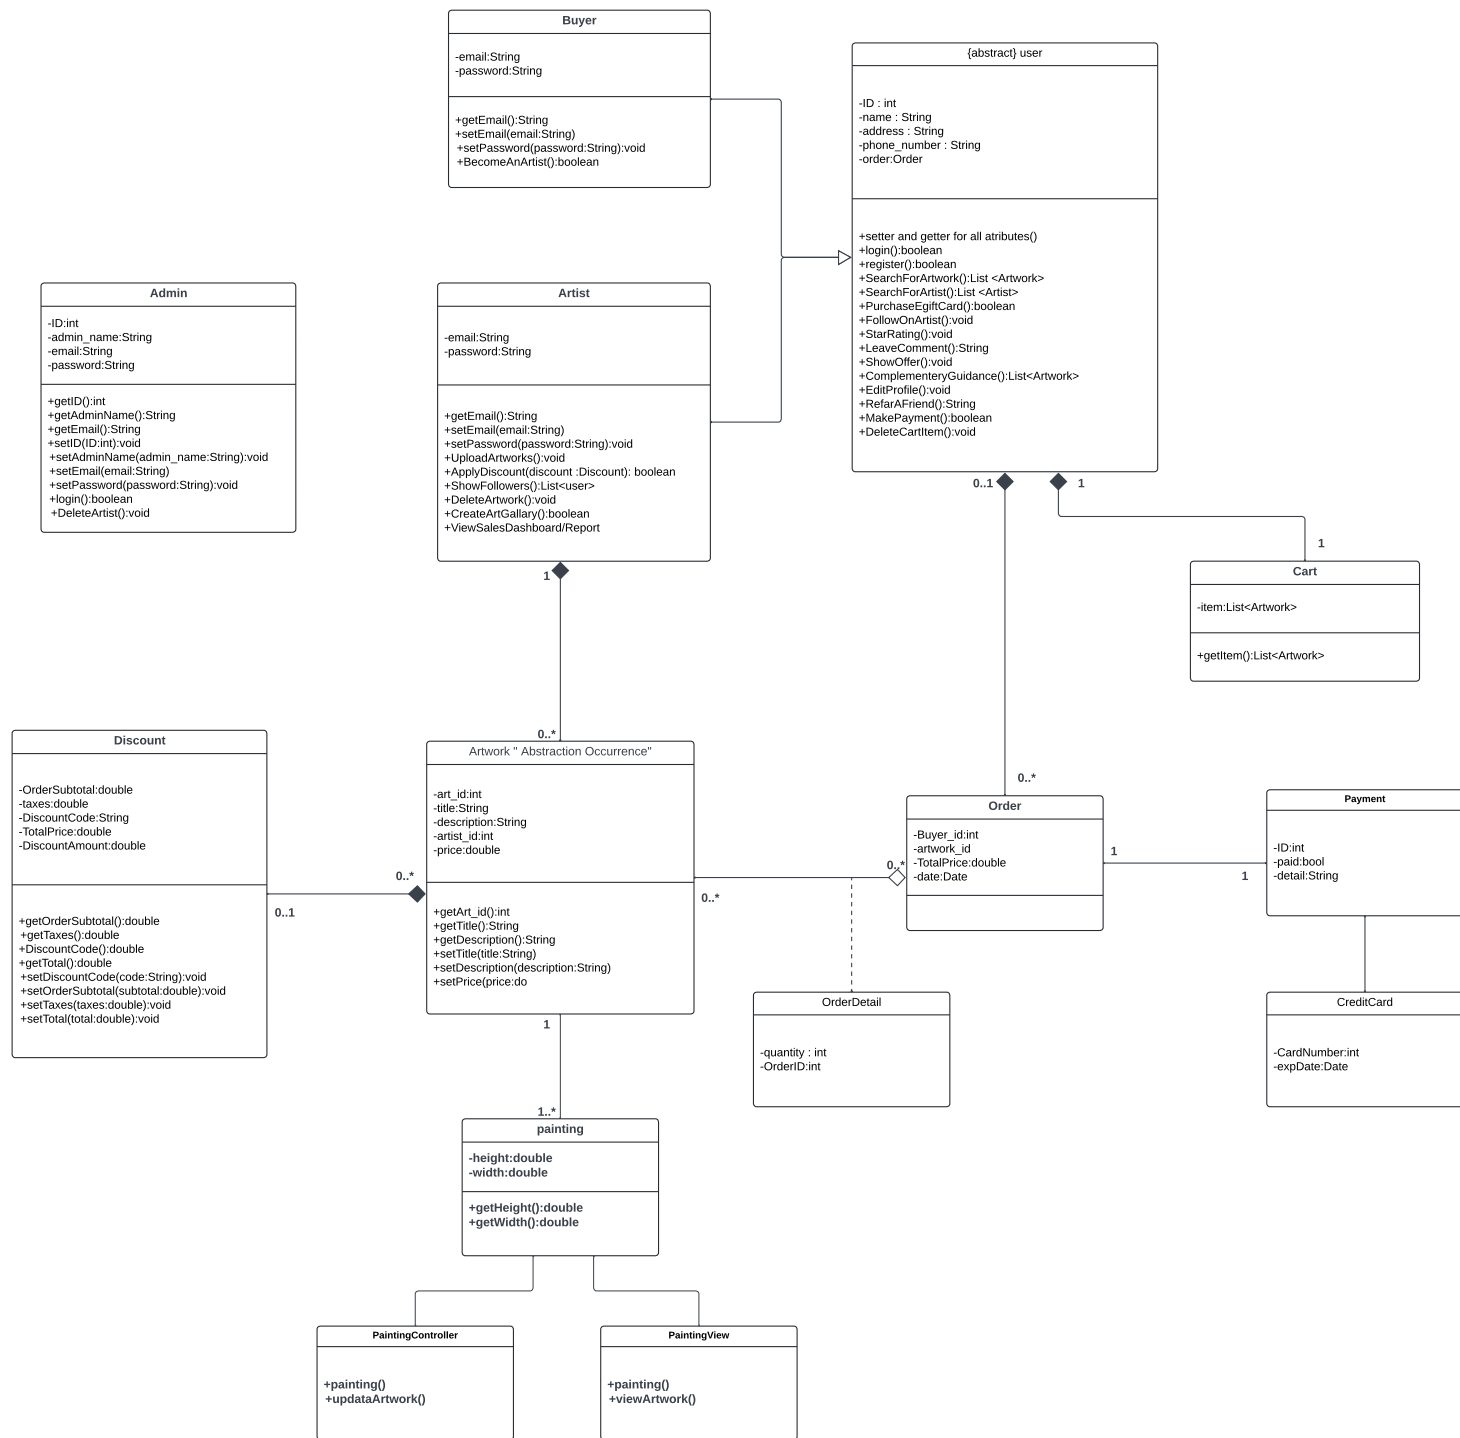 Buyer
-email:String
-password:String
+getEmail():String
+setEmail(email:String)
+setPassword(password:String):void
+BecomeAnArtist():boolean
{abstract} user
-ID : int
-name : String
-address : String
-phone_number : String
-order:Order
+setter and getter for all atributes()
+login():boolean
+register():boolean
+SearchForArtwork():List <Artwork>
+SearchForArtist():List <Artist>
+PurchaseEgiftCard():boolean
+FollowOnArtist():void
+StarRating():void
+LeaveComment():String
+ShowOffer():void
+ComplementeryGuidance():List<Artwork>
+EditProfile():void
+RefarAFriend():String
+MakePayment():boolean
+DeleteCartItem():void
Admin
-ID:int
-admin_name:String
-email:String
-password:String
+getID():int
+getAdminName():String
+getEmail():String
+setID(ID:int):void
+setAdminName(admin_name:String):void
+setEmail(email:String)
+setPassword(password:String):void
+login():boolean
+DeleteArtist():void
Artist
-email:String
-password:String
+getEmail():String
+setEmail(email:String)
+setPassword(password:String):void
+UploadArtworks():void
+ApplyDiscount(discount :Discount): boolean
+ShowFollowers():List<user>
+DeleteArtwork():void
+CreateArtGallary():boolean
+ViewSalesDashboard/Report
0..1
1
1
1
Cart
-item:List<Artwork>
+getItem():List<Artwork>
0..*
0..*
Discount
-OrderSubtotal:double
-taxes:double
-DiscountCode:String
-TotalPrice:double
-DiscountAmount:double
+getOrderSubtotal():double
+getTaxes():double
+DiscountCode():double
+getTotal():double
+setDiscountCode(code:String):void
+setOrderSubtotal(subtotal:double):void
+setTaxes(taxes:double):void
+setTotal(total:double):void
0..*
0..1
Artwork " Abstraction Occurrence"
-art_id:int
-title:String
-description:String
-artist_id:int
-price:double
+getArt_id():int
+getTitle():String
+getDescription():String
+setTitle(title:String)
+setDescription(description:String)
+setPrice(price:do
0..*
0..*
Order
-Buyer_id:int
-artwork_id
-TotalPrice:double
-date:Date
1
1
Payment
-ID:int
-paid:bool
-detail:String
OrderDetail
-quantity : int
-OrderID:int
CreditCard
-CardNumber:int
-expDate:Date
1
1..*
painting
-height:double
-width:double
+getHeight():double
+getWidth():double
PaintingController
+painting()
+updataArtwork()
PaintingView
+painting()
+viewArtwork()